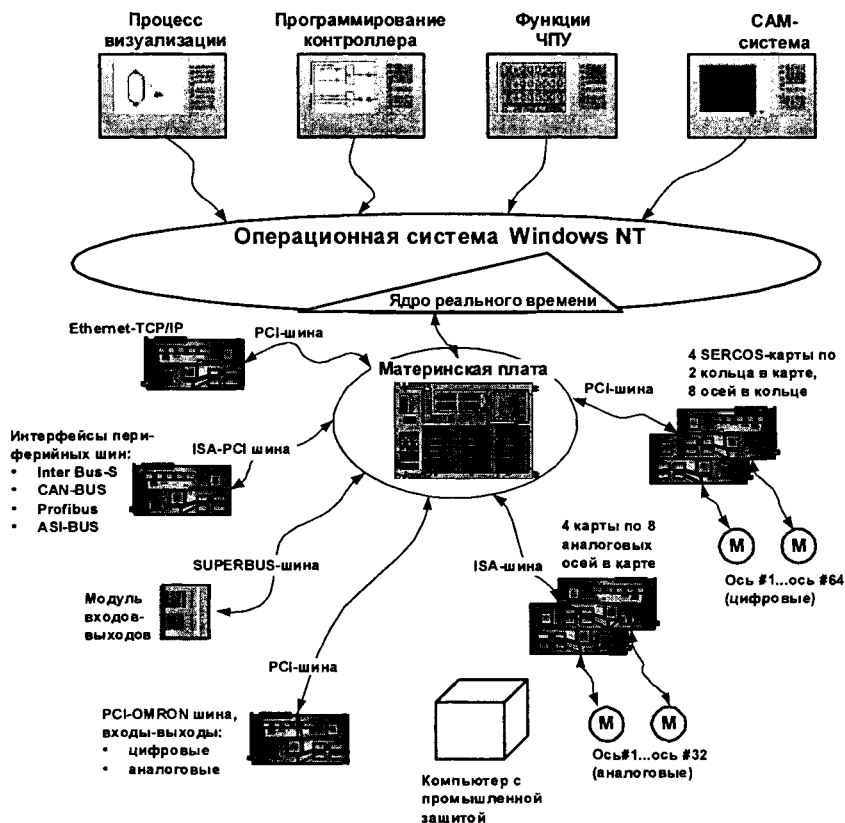 Процесс
визуализации
Программирование
контроллера
Функции
ЧПУ
САМ-
система
Операционная система Windows NT
Ядро реального времени
Ethernet-TCP/IP
PCI-шина
Материнская плата
PCI-шина
4 SERCOS-карты по
2 кольца в карте,
8 осей в кольце
Интерфейсы пери-
ферийных шин:
• Inter Bus-S
• CAN-BUS
• Profibus
• ASI-BUS
ISA-PCI шина
M M
Ось #1...ось #64
(цифровые)
SUPERBUS-шина
Модуль
входов-
выходов
ISA-шина
4 карты по 8
аналоговых
осей в карте
PCI-шина
PCI-OMRON шина,
входы-выходы:
• цифровые
• аналоговые
M M
Ось#1...ось #32
(аналоговые)
Компьютер с
промышленной
защитой